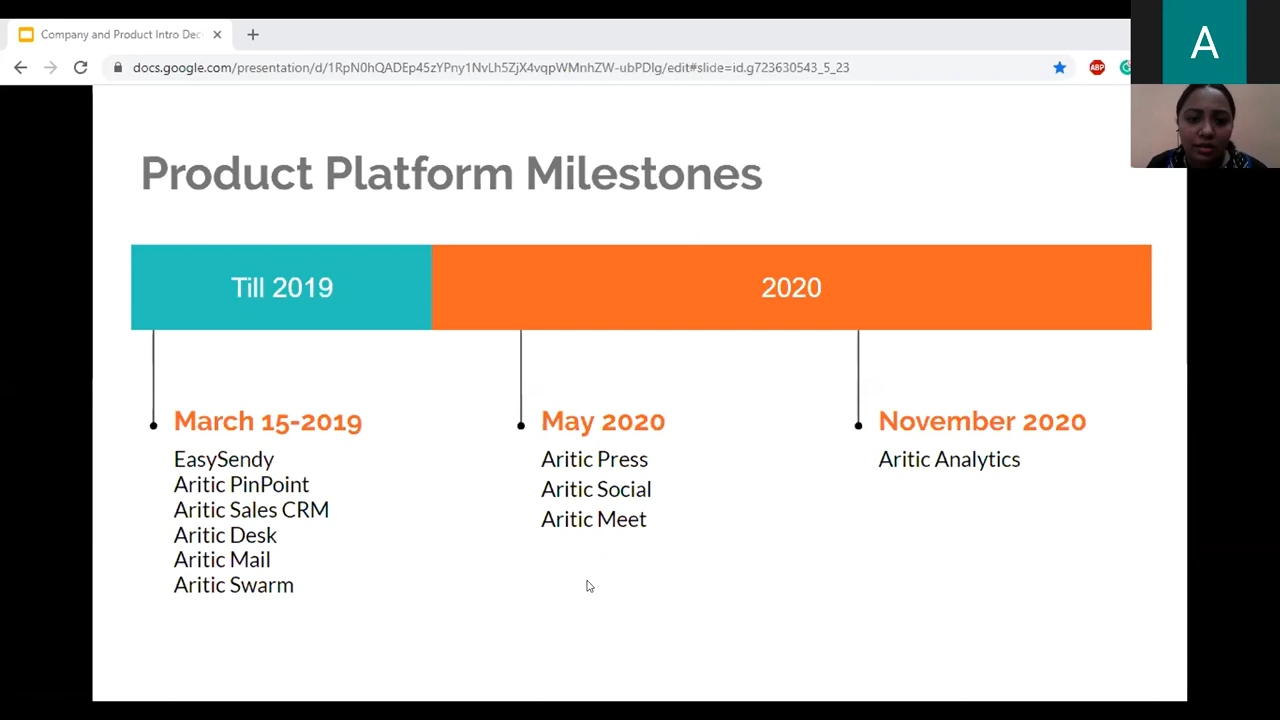 Company and Product Intro Dec
docs.google.com/presentation/d/1RpN0hQADEp45zYPny1NvLh5ZjX4vqpWMnhZW-ubPDIg/edit#slide=id.g723630543_5_23
ABP
A
Product Platform Milestones
Till 2019
2020
March 15-2019
EasySendy
Aritic PinPoint
Aritic Sales CRM
Aritic Desk
Aritic Mail
Aritic Swarm
May 2020
Aritic Press
Aritic Social
Aritic Meet
November 2020
Aritic Analytics